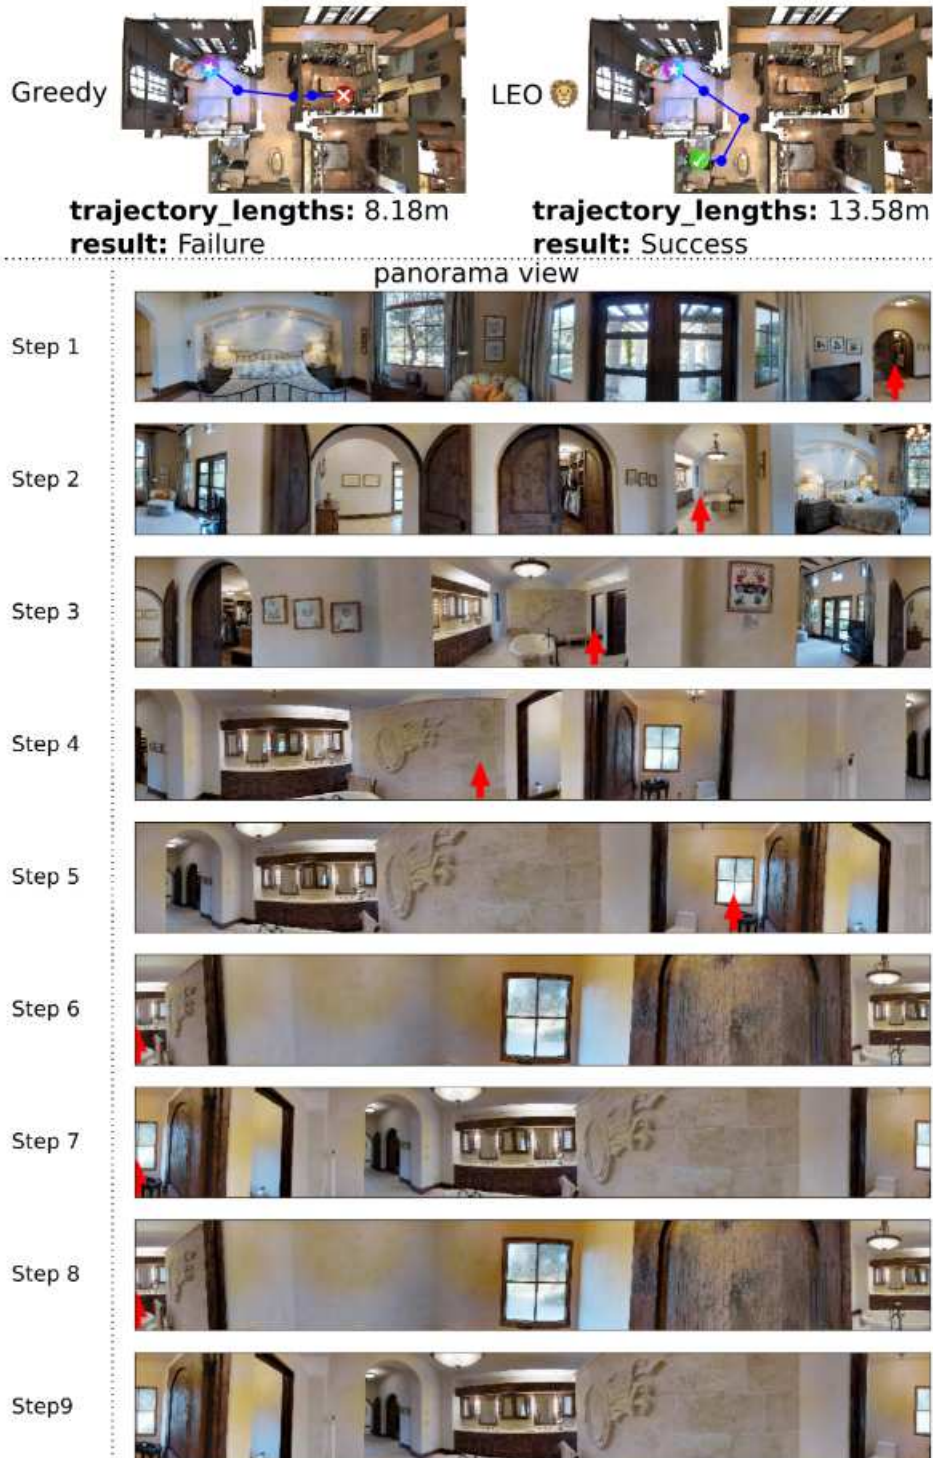 Greedy
LEO
trajectory_lengths: 8.18m
result: Failure
trajectory_lengths: 13.58m
result: Success
panorama view
Step 1
Step 2
Step 3
Step 4
Step 5
Step 6
Step 7
Step 8
Step9